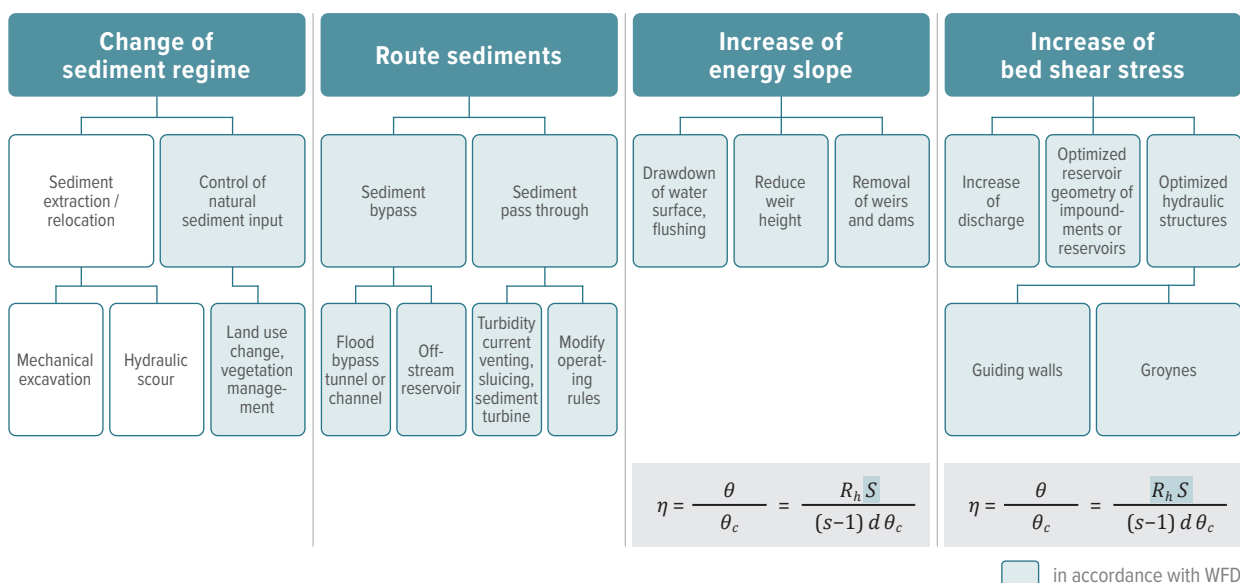 Change of
sediment regime
Route sediments
Increase of
energy slope
Increase of
bed shear stress
Sediment
extraction /
relocation
Control of
natural
sediment input
Sediment
bypass
Sediment
pass through
Drawdown
of water
surface,
flushing
Reduce
weir
height
Removal
of weirs
and dams
Increase
of
discharge
Optimized
reservoir
geometry of
impound-
ments or
reservoirs
Optimized
hydraulic
structures
Mechanical
excavation
Hydraulic
scour
Land use
change,
vegetation
manage-
ment
Flood
bypass
tunnel or
channel
Off-
stream
reservoir
Turbidity
current
venting,
sluicing,
sediment
turbine
Modify
operat-
ing
rules
Guiding walls
Groynes
η = θ / θc = Rh S / (s−1) d θc
η = θ / θc = Rh S / (s−1) d θc
in accordance with WFD